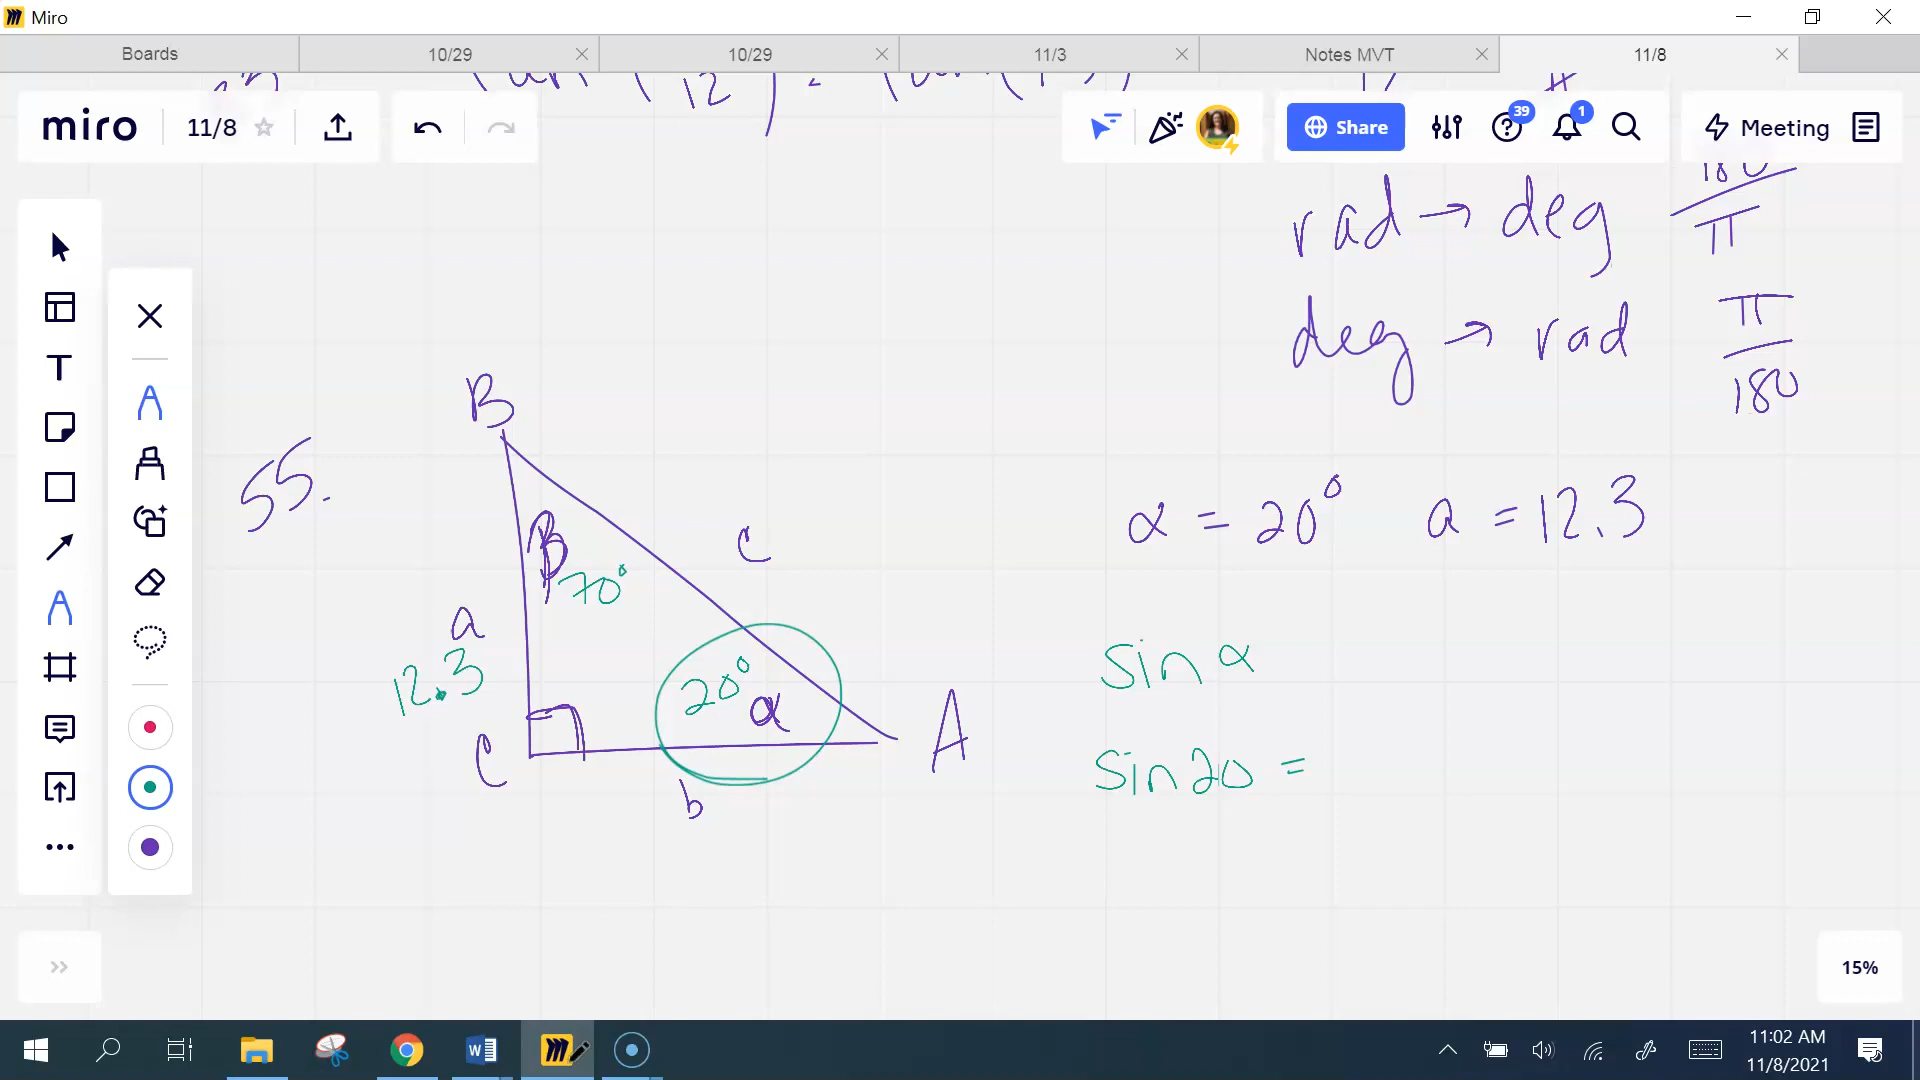 Miro
Boards 10/29 10/29 11/3 Notes MVT 11/8
12
miro 11/8 Share 39 1 Meeting
180
π
rad → deg
deg → rad π
180
B
55.
α = 20° a = 12.3
c
β
70°
a
12.3
sin α
20°
α
A
C
sin 20 =
b
15%
11:02 AM
11/8/2021